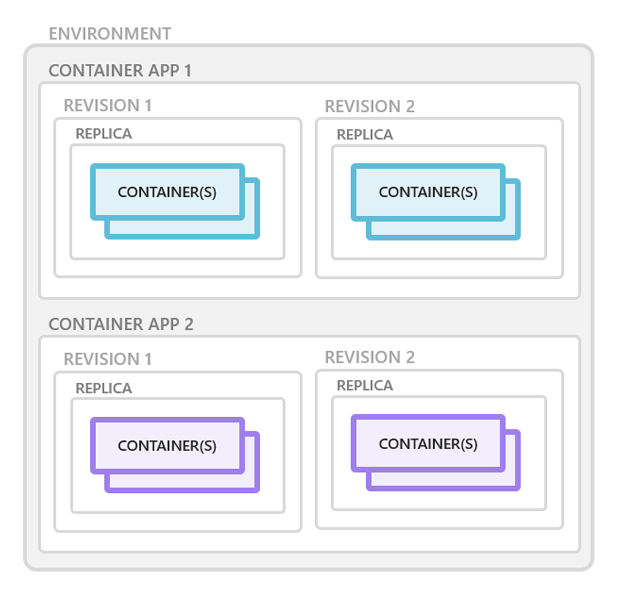 ENVIRONMENT
CONTAINER APP 1
REVISION 1
REVISION 2
REPLICA
REPLICA
CONTAINER(S)
CONTAINER(S)
CONTAINER APP 2
REVISION 1
REVISION 2
REPLICA
REPLICA
CONTAINER(S)
CONTAINER(S)